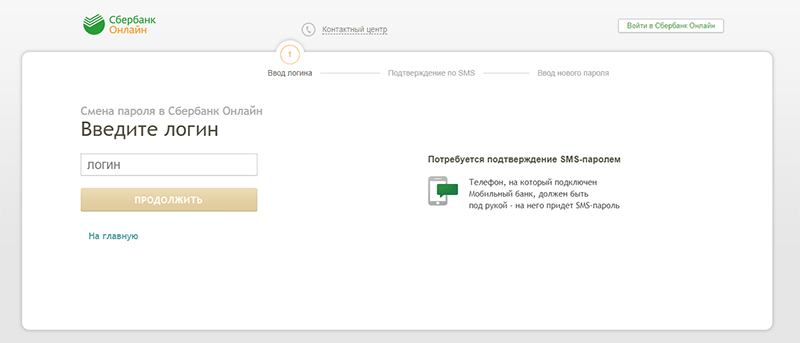 Сбербанк
Онлайн
Контактный центр
Войти в Сбербанк Онлайн
1
Ввод логина
Подтверждение по SMS
Ввод нового пароля
Смена пароля в Сбербанк Онлайн
Введите логин
ЛОГИН
ПРОДОЛЖИТЬ
На главную
Потребуется подтверждение SMS-паролем
Телефон, на который подключен
Мобильный банк, должен быть
под рукой - на него придет SMS-пароль